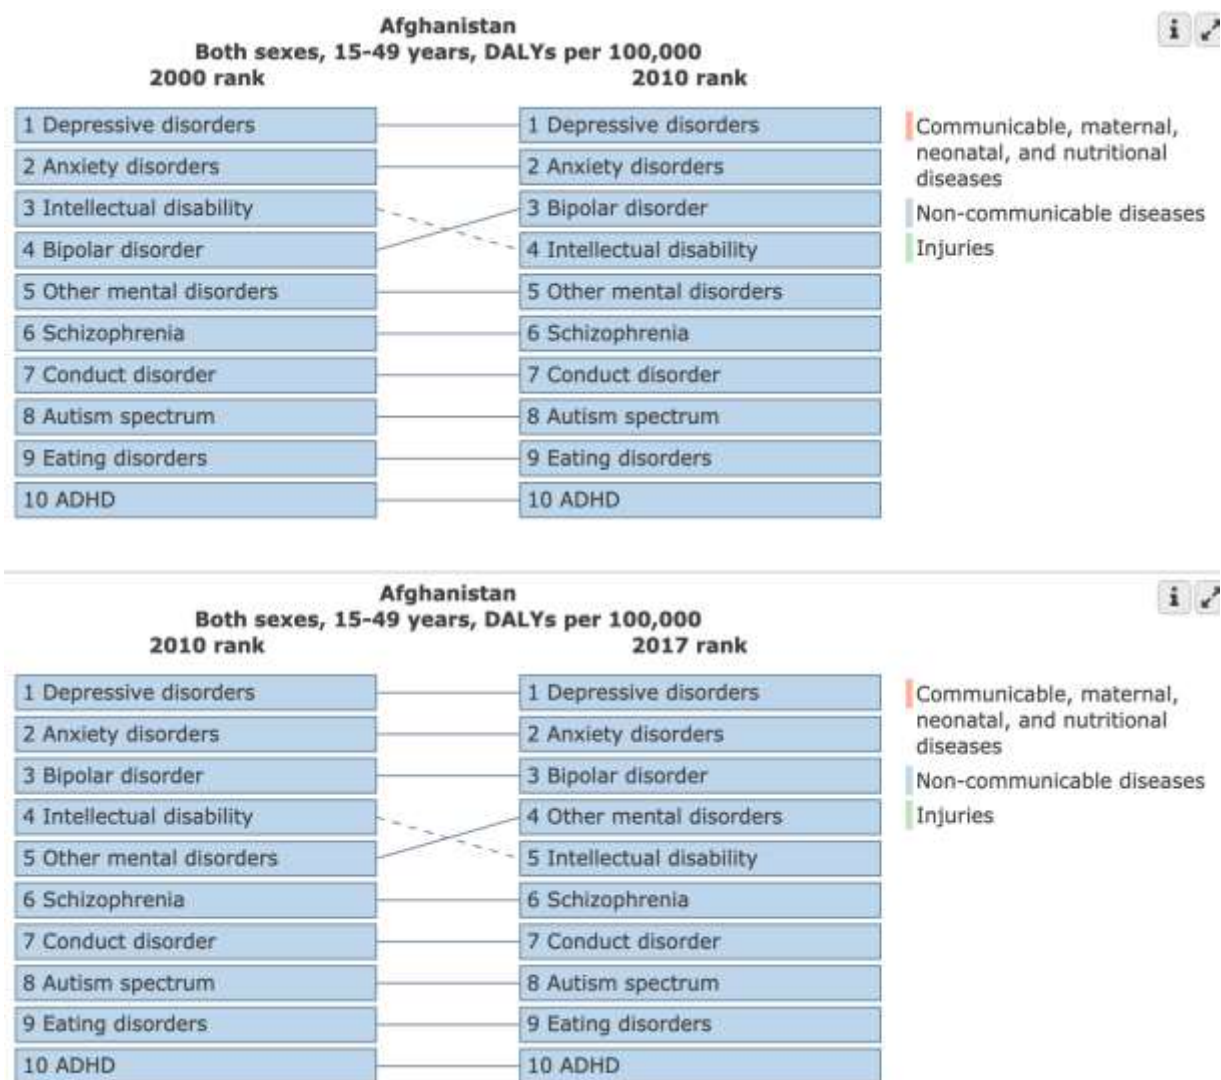 Afghanistan
Both sexes, 15-49 years, DALYs per 100,000
2000 rank
2010 rank
1 Depressive disorders
1 Depressive disorders
2 Anxiety disorders
2 Anxiety disorders
3 Intellectual disability
3 Bipolar disorder
4 Bipolar disorder
4 Intellectual disability
5 Other mental disorders
5 Other mental disorders
6 Schizophrenia
6 Schizophrenia
7 Conduct disorder
7 Conduct disorder
8 Autism spectrum
8 Autism spectrum
9 Eating disorders
9 Eating disorders
10 ADHD
10 ADHD
Communicable, maternal,
neonatal, and nutritional
diseases
Non-communicable diseases
Injuries
i
Afghanistan
Both sexes, 15-49 years, DALYs per 100,000
2010 rank
2017 rank
1 Depressive disorders
1 Depressive disorders
2 Anxiety disorders
2 Anxiety disorders
3 Bipolar disorder
3 Bipolar disorder
4 Intellectual disability
4 Other mental disorders
5 Other mental disorders
5 Intellectual disability
6 Schizophrenia
6 Schizophrenia
7 Conduct disorder
7 Conduct disorder
8 Autism spectrum
8 Autism spectrum
9 Eating disorders
9 Eating disorders
10 ADHD
10 ADHD
Communicable, maternal,
neonatal, and nutritional
diseases
Non-communicable diseases
Injuries
i